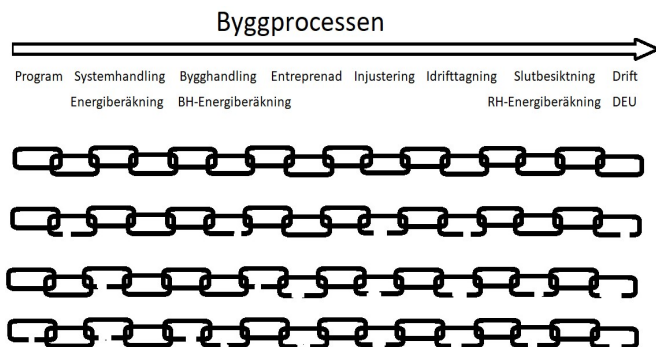 Byggprocessen
Program Systemhandling Bygghandling Entreprenad Injustering Idrifttagning Slutbesiktning Drift
Energiberäkning BH-Energiberäkning RH-Energiberäkning DEU